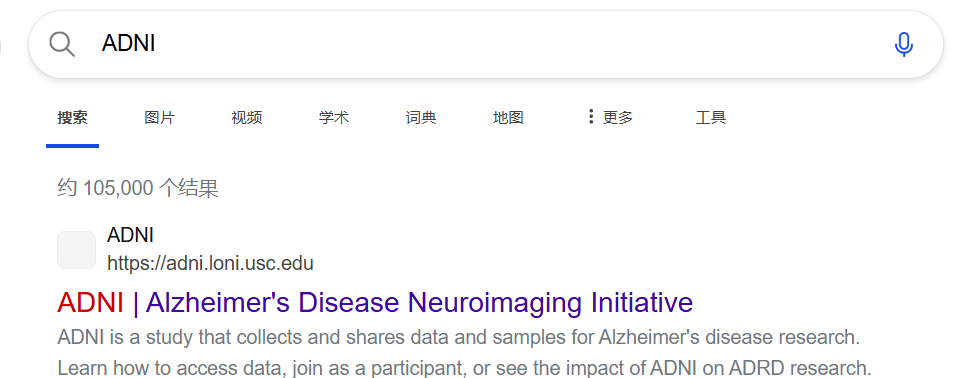 ADNI
搜索 图片 视频 学术 词典 地图 更多 工具
约 105,000 个结果
ADNI
https://adni.loni.usc.edu
ADNI | Alzheimer's Disease Neuroimaging Initiative
ADNI is a study that collects and shares data and samples for Alzheimer's disease research.
Learn how to access data, join as a participant, or see the impact of ADNI on ADRD research.